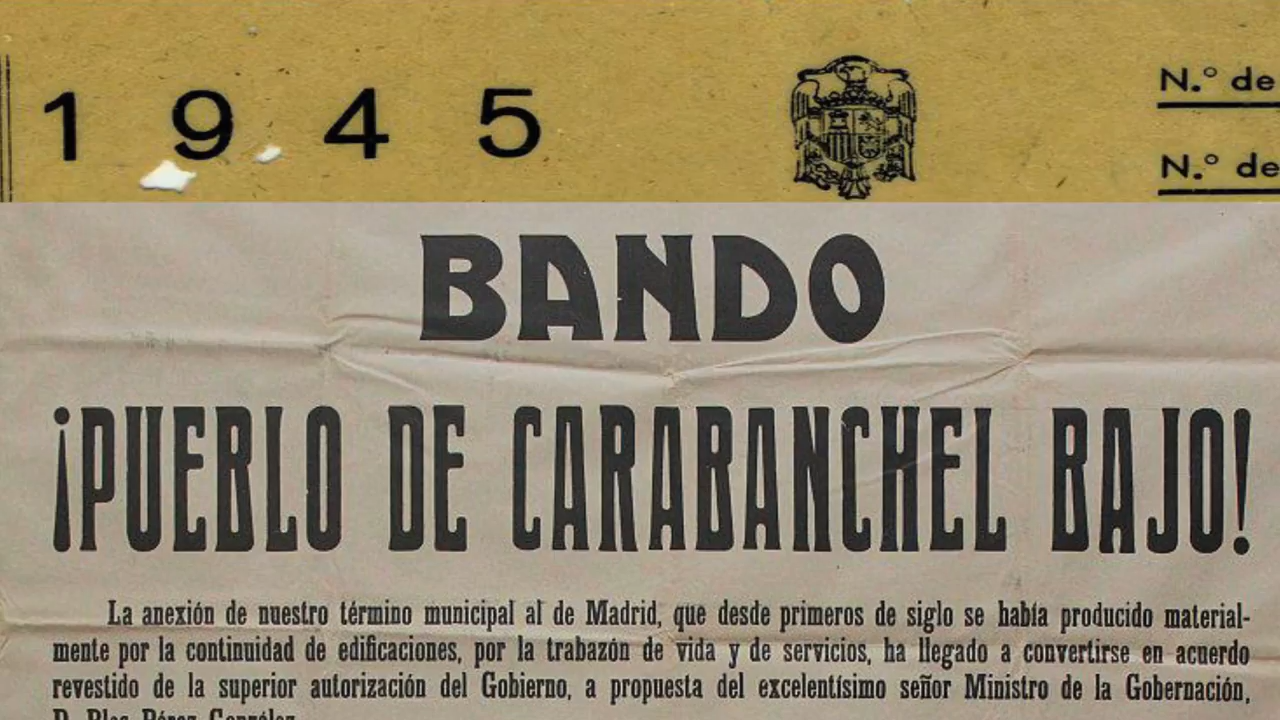 1 9 4 5
N.º de
N.º de
BANDO
¡PUEBLO DE CARABANCHEL BAJO!
La anexión de nuestro término municipal al de Madrid, que desde primeros de siglo se había producido material-
mente por la continuidad de edificaciones, por la trabazón de vida y de servicios, ha llegado a convertirse en acuerdo
revestido de la superior autorización del Gobierno, a propuesta del excelentísimo señor Ministro de la Gobernación,
D. Blas Pérez González